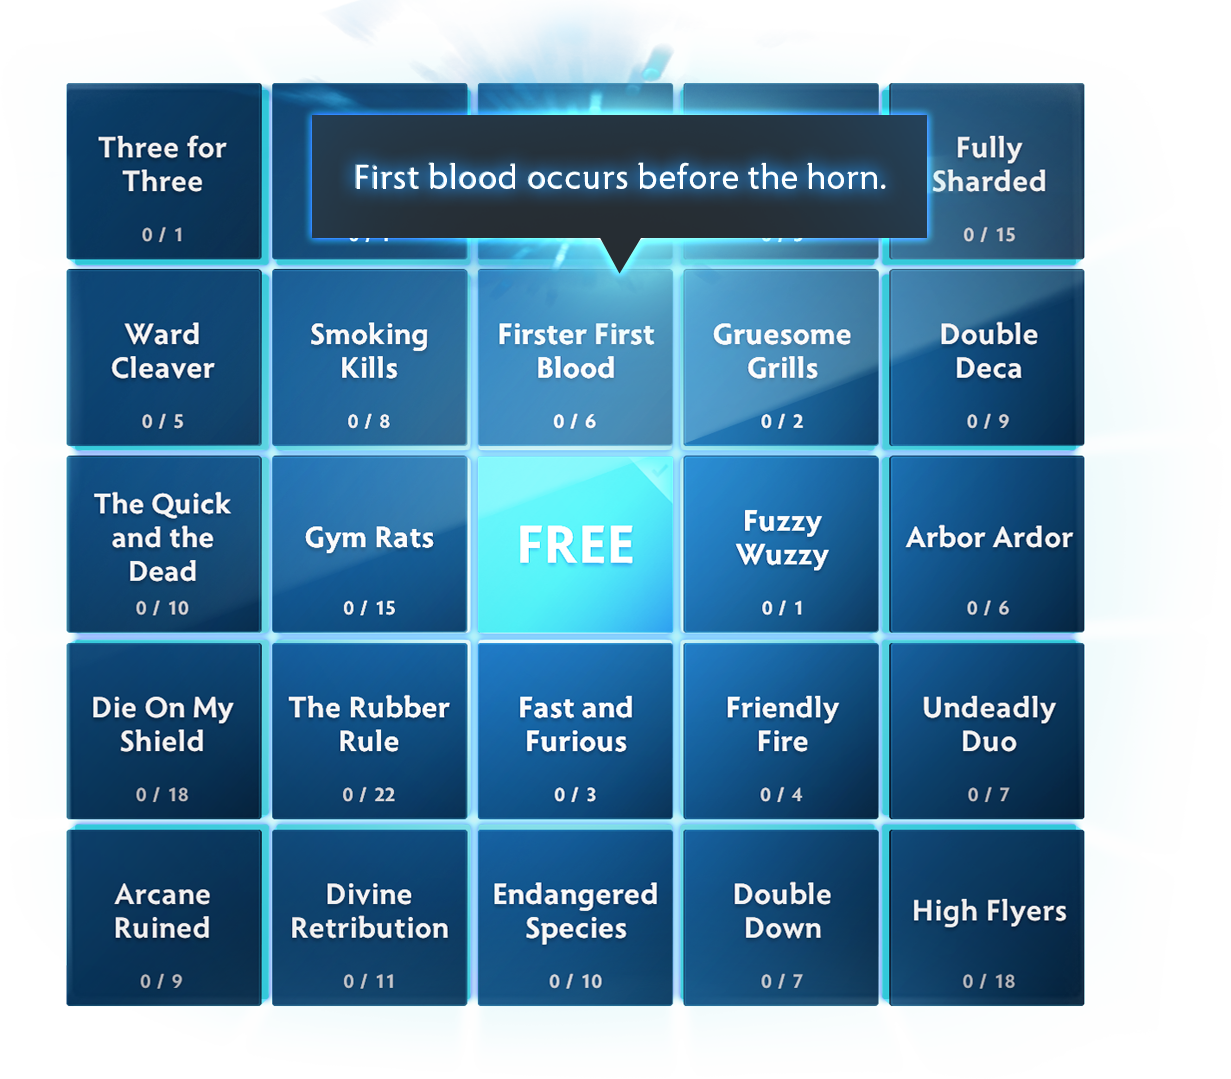 Three for
Three
0 / 1
First blood occurs before the horn.
Fully
Sharded
0 / 15
Ward
Cleaver
0 / 5
Smoking
Kills
0 / 8
Firster First
Blood
0 / 6
Gruesome
Grills
0 / 2
Double
Deca
0 / 9
The Quick
and the
Dead
0 / 10
Gym Rats
0 / 15
FREE
Fuzzy
Wuzzy
0 / 1
Arbor Ardor
0 / 6
Die On My
Shield
0 / 18
The Rubber
Rule
0 / 22
Fast and
Furious
0 / 3
Friendly
Fire
0 / 4
Undeadly
Duo
0 / 7
Arcane
Ruined
0 / 9
Divine
Retribution
0 / 11
Endangered
Species
0 / 10
Double
Down
0 / 7
High Flyers
0 / 18